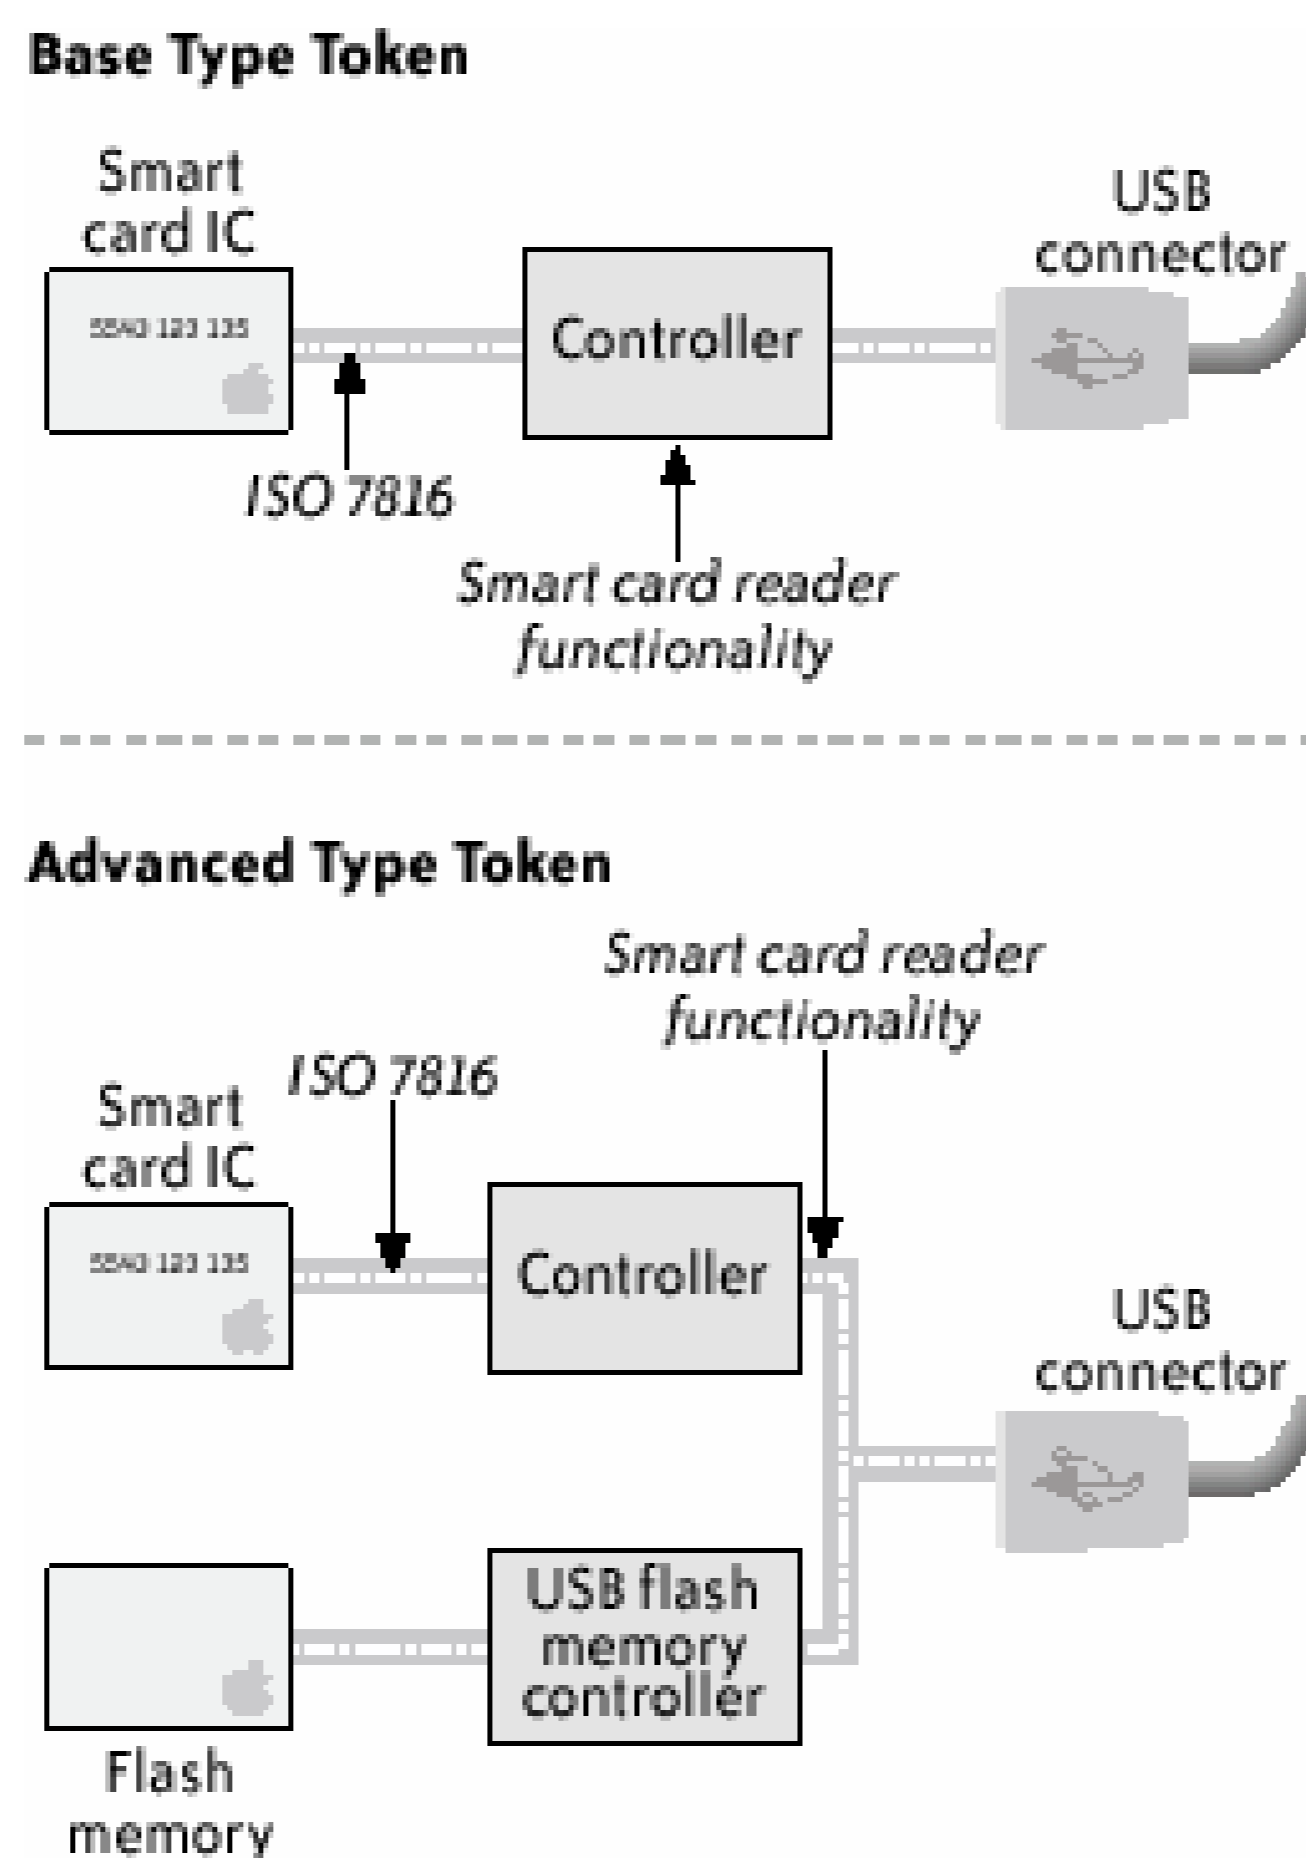 Base Type Token
Smart
card IC
USB
connector
Controller
ISO 7816
Smart card reader
functionality
Advanced Type Token
Smart card reader
functionality
ISO 7816
Smart
card IC
Controller
USB
connector
USB flash
memory
controller
Flash
memory